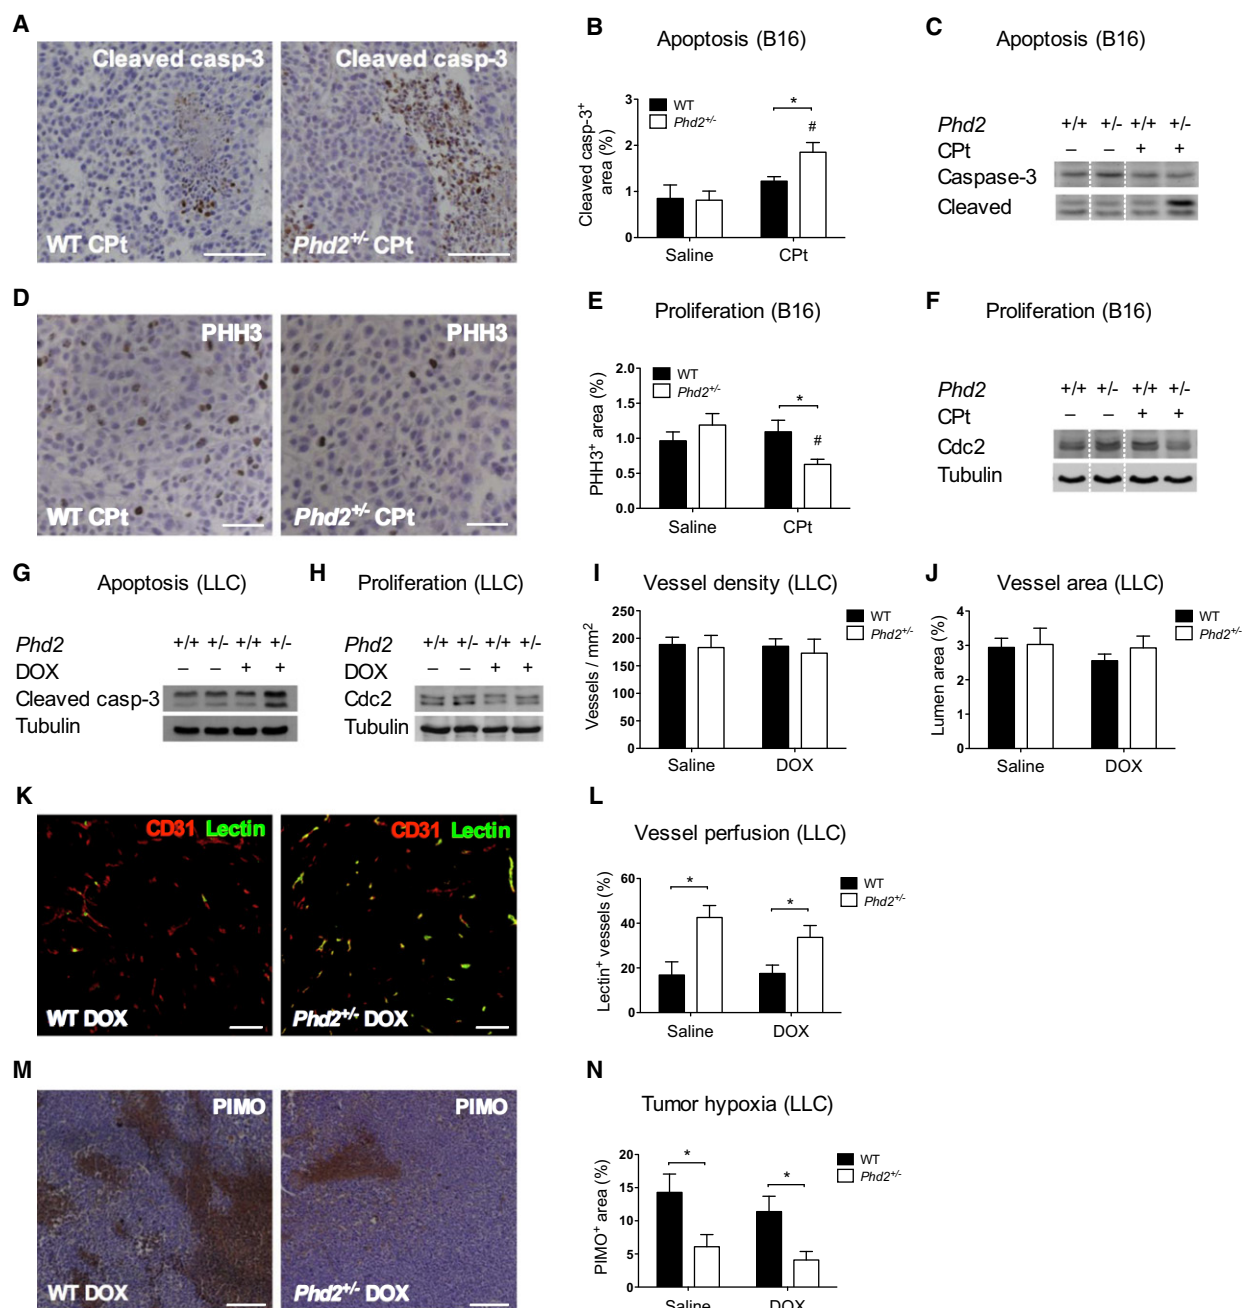 A
Cleaved casp-3
WT CPt
Cleaved casp-3
Phd2+/- CPt
B
Apoptosis (B16)
WT
Phd2+/-
Cleaved casp-3+
area (%)
3
2
1
0
*
#
Saline CPt
C
Apoptosis (B16)
Phd2 +/+ +/- +/+ +/-
CPt – – + +
Caspase-3
Cleaved
D
PHH3
WT CPt
PHH3
Phd2+/- CPt
E
Proliferation (B16)
WT
Phd2+/-
PHH3+ area (%)
2.0
1.5
1.0
0.5
0.0
*
#
Saline CPt
F
Proliferation (B16)
Phd2 +/+ +/- +/+ +/-
CPt – – + +
Cdc2
Tubulin
G
Apoptosis (LLC)
Phd2 +/+ +/- +/+ +/-
DOX – – + +
Cleaved casp-3
Tubulin
H
Proliferation (LLC)
Phd2 +/+ +/- +/+ +/-
DOX – – + +
Cdc2
Tubulin
I
Vessel density (LLC)
WT
Phd2+/-
Vessels / mm2
250
200
150
100
50
0
Saline DOX
J
Vessel area (LLC)
WT
Phd2+/-
Lumen area (%)
4
3
2
1
0
Saline DOX
K
CD31 Lectin
WT DOX
CD31 Lectin
Phd2+/- DOX
L
Vessel perfusion (LLC)
WT
Phd2+/-
Lectin+ vessels (%)
60
40
20
0
*
*
Saline DOX
M
PIMO
WT DOX
PIMO
Phd2+/- DOX
N
Tumor hypoxia (LLC)
WT
Phd2+/-
PIMO+ area (%)
20
15
10
5
0
*
*
Saline DOX